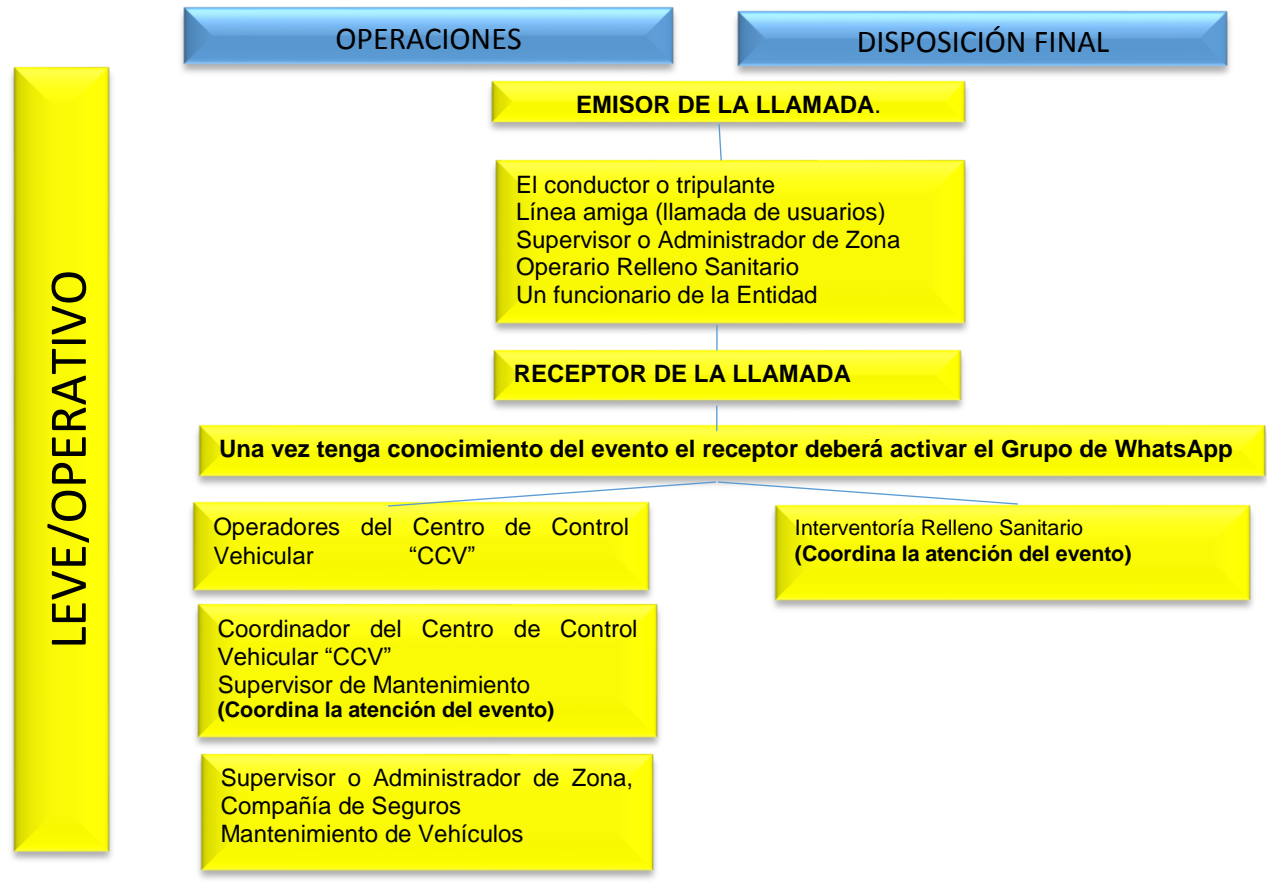 OPERACIONES
DISPOSICIÓN FINAL
LEVE/OPERATIVO
EMISOR DE LA LLAMADA.
El conductor o tripulante
Línea amiga (llamada de usuarios)
Supervisor o Administrador de Zona
Operario Relleno Sanitario
Un funcionario de la Entidad
RECEPTOR DE LA LLAMADA
Una vez tenga conocimiento del evento el receptor deberá activar el Grupo de WhatsApp
Operadores del Centro de Control
Vehicular “CCV”
Interventoría Relleno Sanitario
(Coordina la atención del evento)
Coordinador del Centro de Control
Vehicular “CCV”
Supervisor de Mantenimiento
(Coordina la atención del evento)
Supervisor o Administrador de Zona,
Compañía de Seguros
Mantenimiento de Vehículos